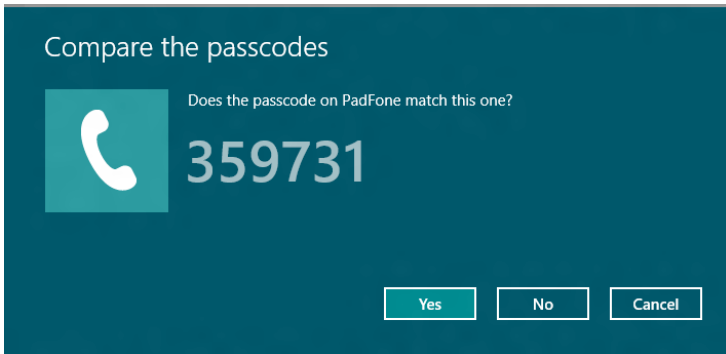 Compare the passcodes
Does the passcode on PadFone match this one?
359731
Yes No Cancel